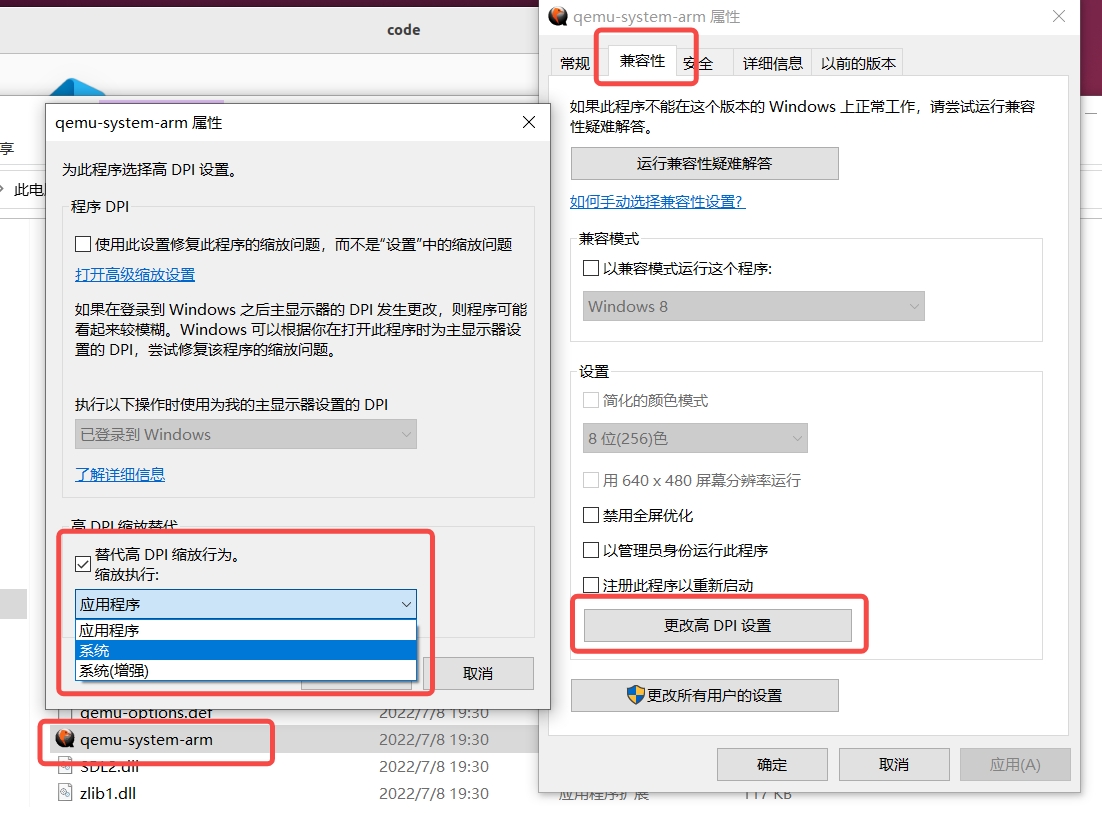 code
享
此电
qemu-system-arm 属性
为此程序选择高 DPI 设置。
程序 DPI
使用此设置修复此程序的缩放问题，而不是“设置”中的缩放问题
打开高级缩放设置
如果在登录到 Windows 之后主显示器的 DPI 发生更改，则程序可能
看起来较模糊。Windows 可以根据你在打开此程序时为主显示器设
置的 DPI，尝试修复该程序的缩放问题。
执行以下操作时使用为我的主显示器设置的 DPI
已登录到 Windows
了解详细信息
高 DPI 缩放替代
替代高 DPI 缩放行为。
缩放执行:
应用程序
应用程序
系统
系统(增强)
取消
qemu-options.def 2022/7/8 19:30
qemu-system-arm 2022/7/8 19:30
SDL2.dll 2022/7/8 19:30
zlib1.dll 2022/7/8 19:30 应用程序扩展 117 KB
qemu-system-arm 属性
常规 兼容性 安全 详细信息 以前的版本
如果此程序不能在这个版本的 Windows 上正常工作，请尝试运行兼容
性疑难解答。
运行兼容性疑难解答
如何手动选择兼容性设置?
兼容模式
以兼容模式运行这个程序:
Windows 8
设置
简化的颜色模式
8 位(256)色
用 640 x 480 屏幕分辨率运行
禁用全屏优化
以管理员身份运行此程序
注册此程序以重新启动
更改高 DPI 设置
更改所有用户的设置
确定 取消 应用(A)